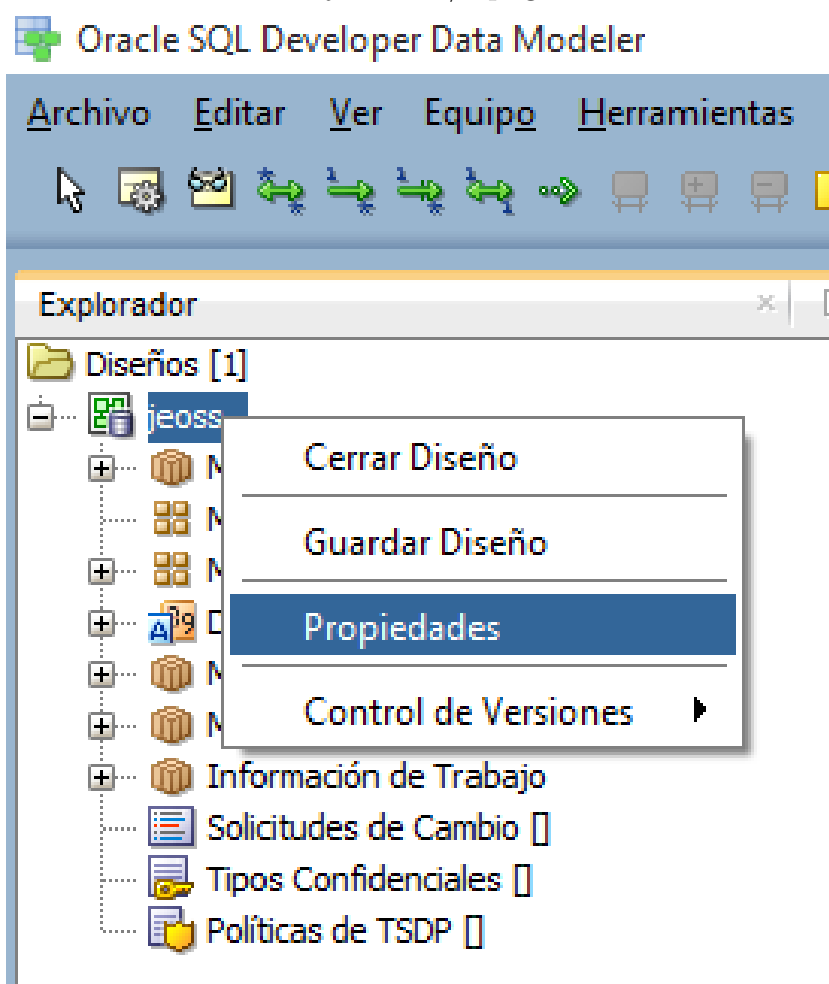 Oracle SQL Developer Data Modeler
Archivo Editar Ver Equipo Herramientas
Explorador
Diseños [1]
jeoss
Cerrar Diseño
Guardar Diseño
Propiedades
Control de Versiones
Información de Trabajo
Solicitudes de Cambio []
Tipos Confidenciales []
Políticas de TSDP []